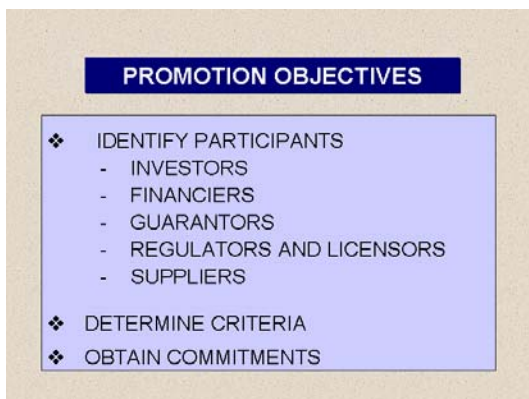 PROMOTION OBJECTIVES
❖ IDENTIFY PARTICIPANTS
- INVESTORS
- FINANCIERS
- GUARANTORS
- REGULATORS AND LICENSORS
- SUPPLIERS
❖ DETERMINE CRITERIA
❖ OBTAIN COMMITMENTS